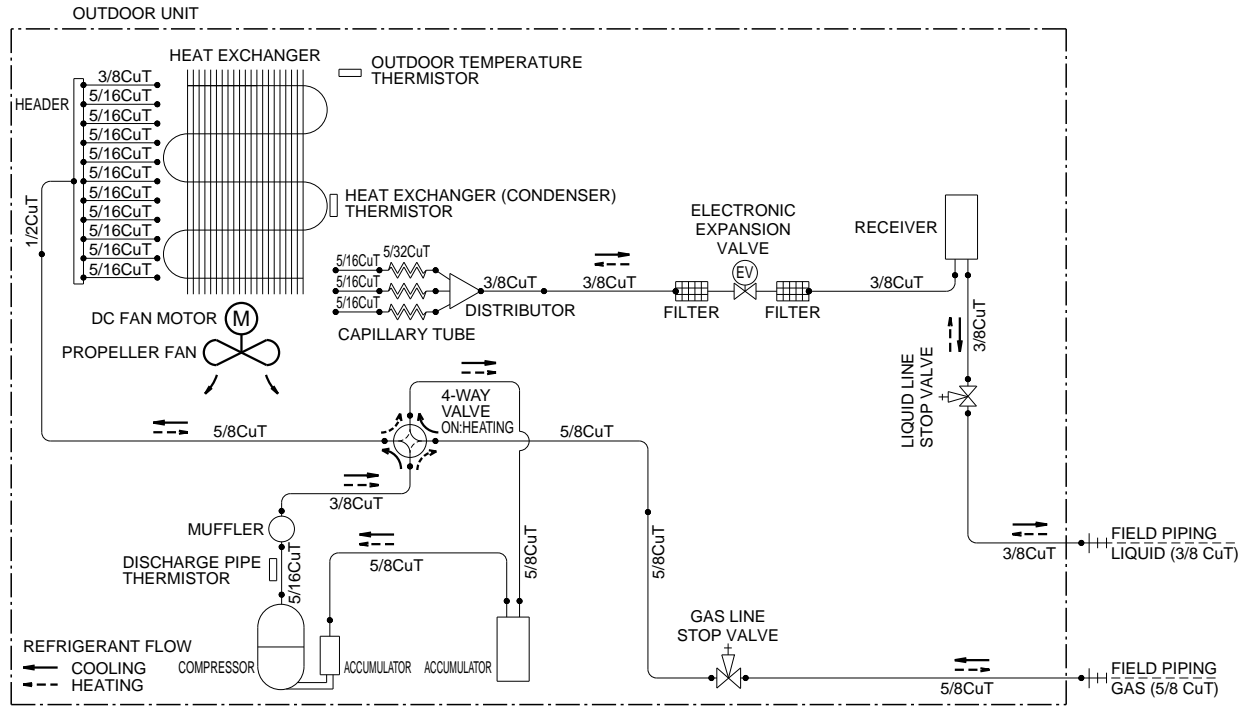 OUTDOOR UNIT
HEAT EXCHANGER
OUTDOOR TEMPERATURE
THERMISTOR
HEADER
3/8CuT
5/16CuT
5/16CuT
5/16CuT
5/16CuT
5/16CuT
5/16CuT
5/16CuT
5/16CuT
5/16CuT
5/16CuT
1/2CuT
HEAT EXCHANGER (CONDENSER)
THERMISTOR
ELECTRONIC
EXPANSION
VALVE
EV
RECEIVER
5/16CuT
5/32CuT
5/16CuT
5/16CuT
3/8CuT
3/8CuT
3/8CuT
DISTRIBUTOR
FILTER
FILTER
CAPILLARY TUBE
DC FAN MOTOR
M
PROPELLER FAN
3/8CuT
LIQUID LINE
STOP VALVE
4-WAY
VALVE
ON:HEATING
5/8CuT
5/8CuT
3/8CuT
MUFFLER
5/8CuT
5/8CuT
5/8CuT
DISCHARGE PIPE
THERMISTOR
5/16CuT
3/8CuT
FIELD PIPING
LIQUID (3/8 CuT)
GAS LINE
STOP VALVE
REFRIGERANT FLOW
COOLING
HEATING
COMPRESSOR
ACCUMULATOR
ACCUMULATOR
5/8CuT
FIELD PIPING
GAS (5/8 CuT)